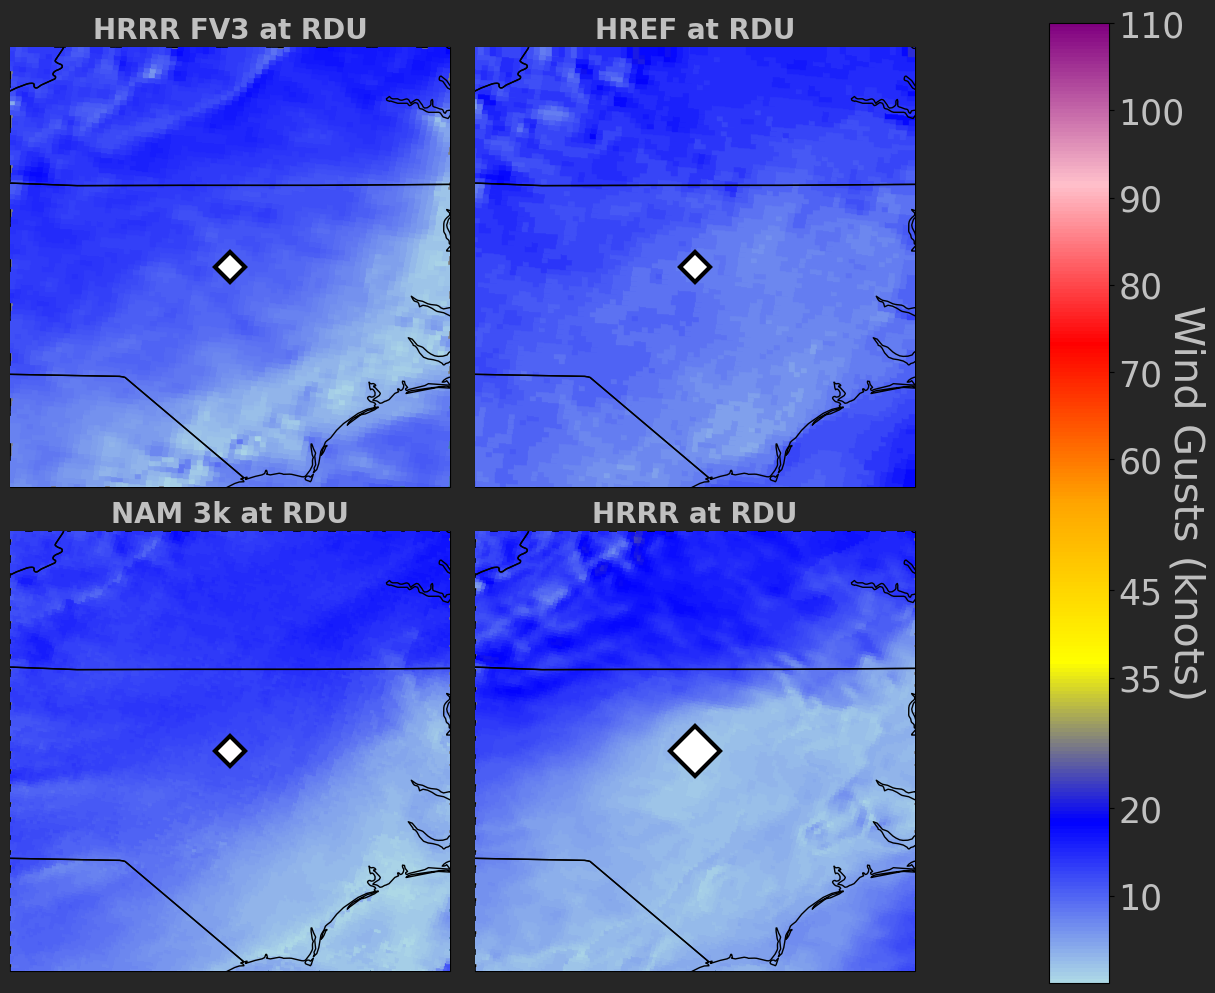 HRRR FV3 at RDU
HREF at RDU
NAM 3k at RDU
HRRR at RDU
110
100
90
80
70
60
45
35
20
10
Wind Gusts (knots)